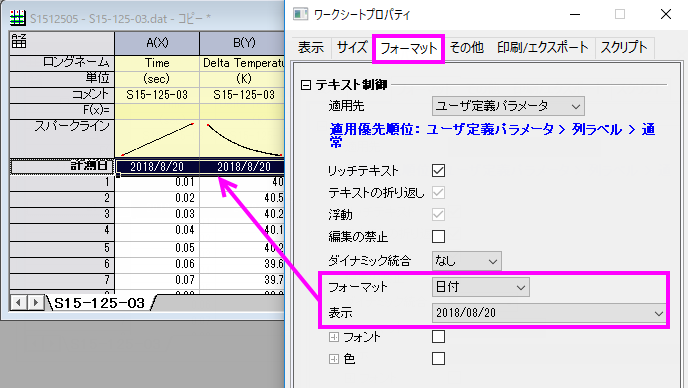 S1512505 - S15-125-03.dat - コピー *
A(X) B(Y)
ロングネーム Time Delta Temperatu
単位 (sec) (K)
コメント S15-125-03 S15-125-03
F(x)=
スパークライン
計測日 2018/8/20 2018/8/20
1 0.01 40
2 0.02 40.5
3 0.03 40.2
4 0.04 40.1
5 0.05 40.2
6 0.06 39.6
7 0.07 39.7
8 0.08 39.8
S15-125-03
ワークシートプロパティ
表示 サイズ フォーマット その他 印刷/エクスポート スクリプト
テキスト制御
適用先 ユーザ定義パラメータ
適用優先順位: ユーザ定義パラメータ > 列ラベル > 通
常
リッチテキスト
テキストの折り返し
浮動
編集の禁止
ダイナミック統合 なし
フォーマット 日付
表示 2018/08/20
フォント
色